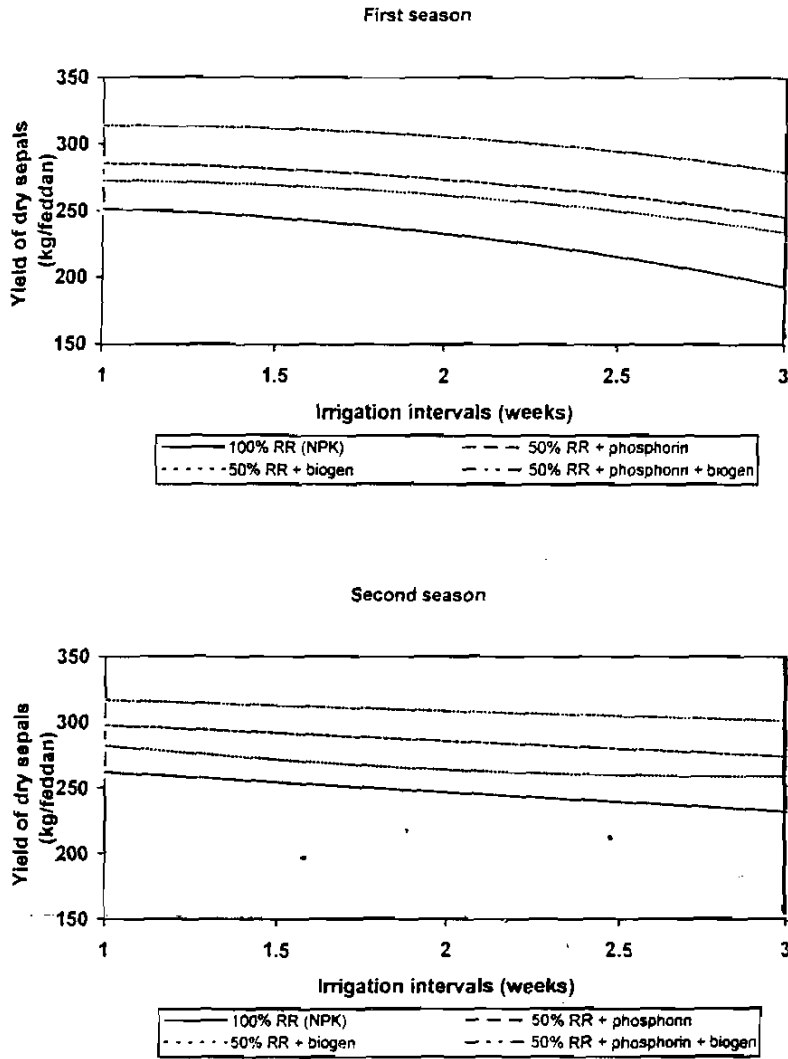 First season
350
300
250
200
150
Yield of dry sepals
(kg/feddan)
1 1.5 2 2.5 3
Irrigation intervals (weeks)
100% RR (NPK) 50% RR + phosphorin
50% RR + biogen 50% RR + phosphorin + biogen
Second season
350
300
250
200
150
Yield of dry sepals
(kg/feddan)
1 1.5 2 2.5 3
Irrigation intervals (weeks)
100% RR (NPK) 50% RR + phosphorin
50% RR + biogen 50% RR + phosphorin + biogen